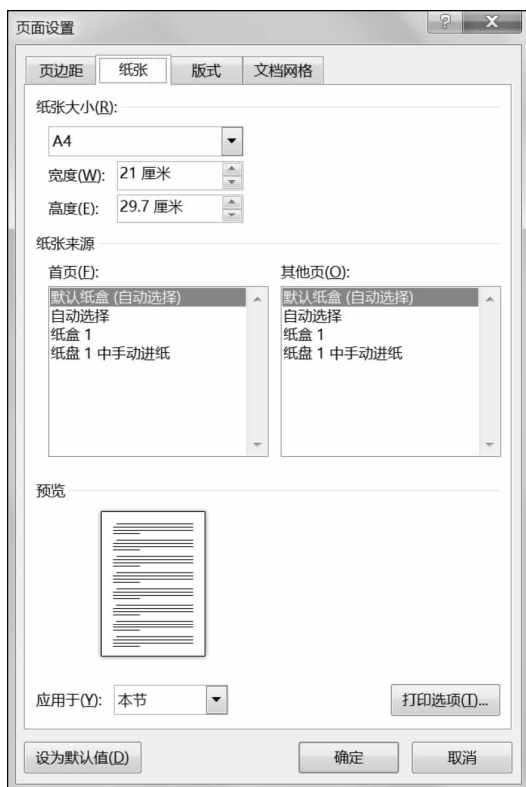 页面设置
页边距 纸张 版式 文档网格
纸张大小(R):
A4
宽度(W): 21 厘米
高度(E): 29.7 厘米
纸张来源
首页(F): 其他页(O):
默认纸盒 (自动选择) 默认纸盒 (自动选择)
自动选择 自动选择
纸盒 1 纸盒 1
纸盘 1 中手动进纸 纸盘 1 中手动进纸
预览
应用于(Y): 本节 打印选项(T)...
设为默认值(D) 确定 取消